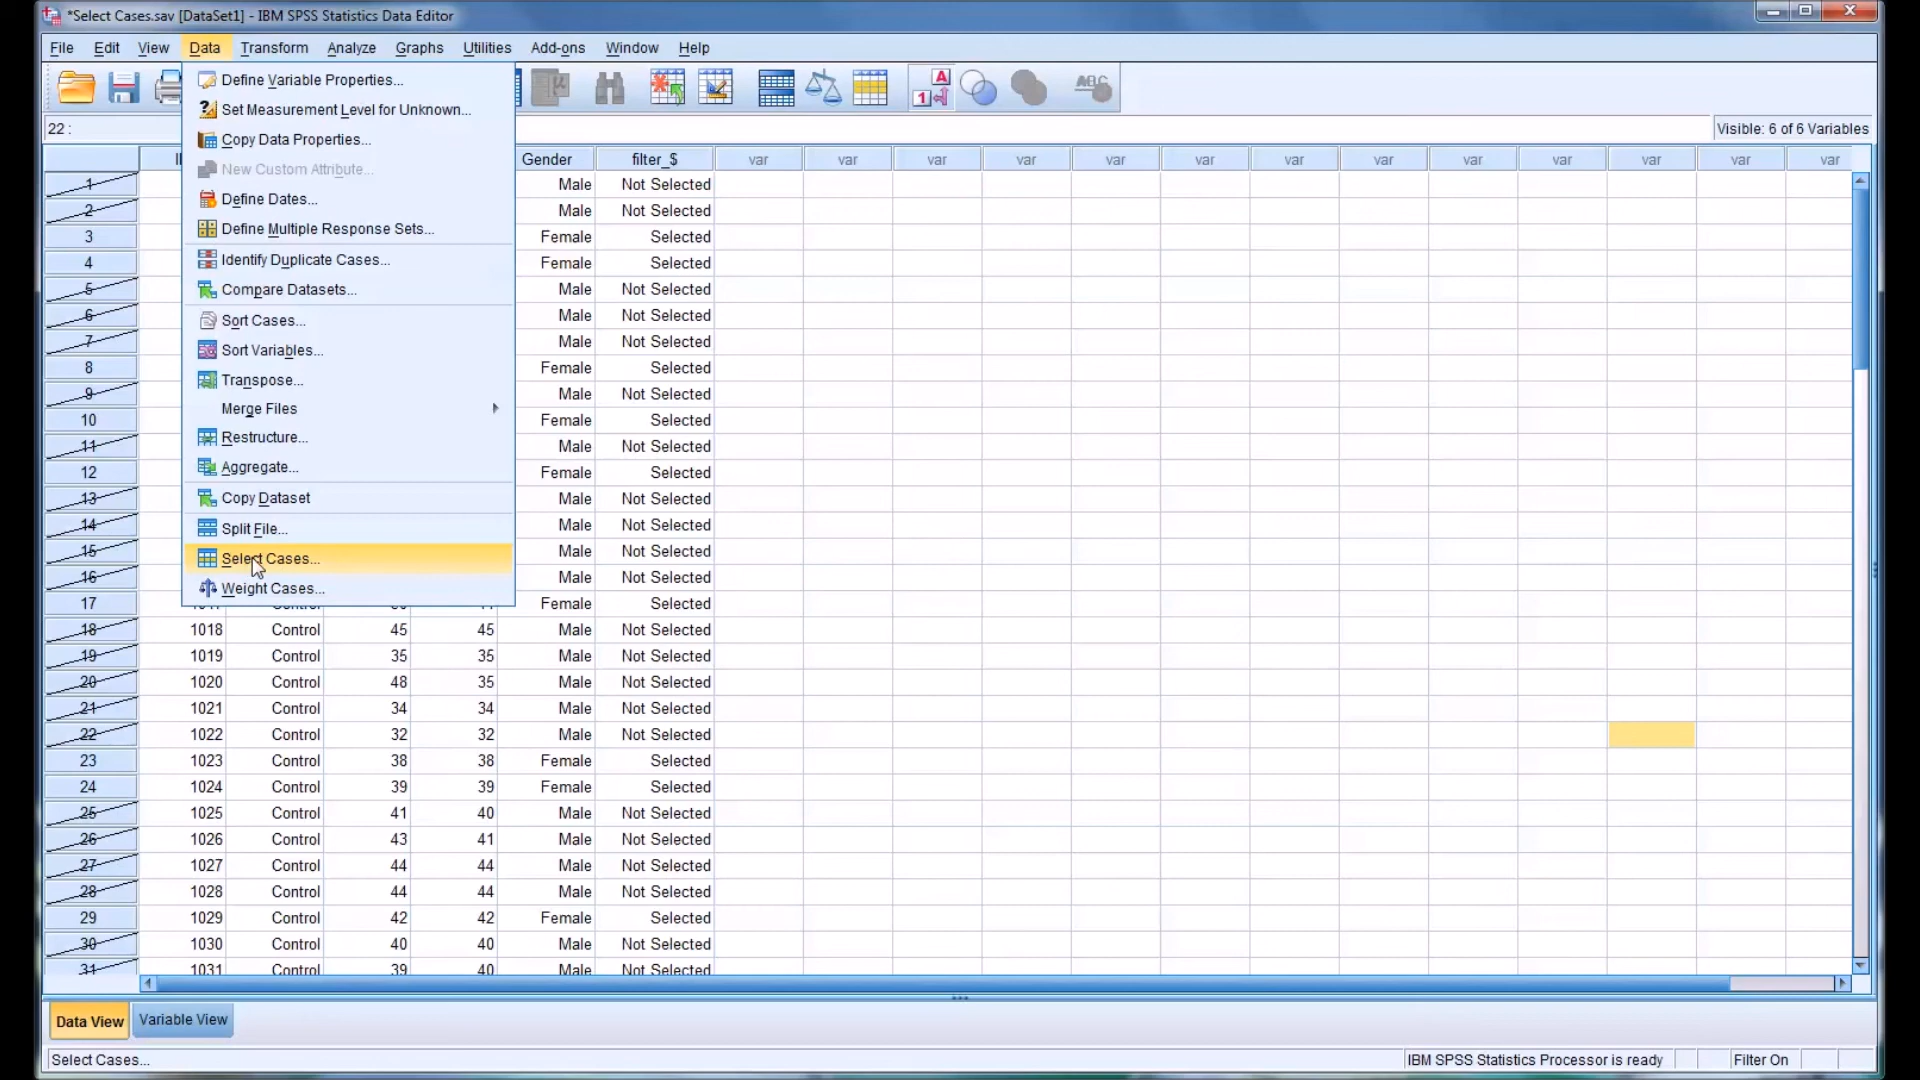 *Select Cases.sav [DataSet1] - IBM SPSS Statistics Data Editor
File Edit View Data Transform Analyze Graphs Utilities Add-ons Window Help
Define Variable Properties...
Set Measurement Level for Unknown...
Copy Data Properties...
New Custom Attribute...
Define Dates...
Define Multiple Response Sets...
Identify Duplicate Cases...
Compare Datasets...
Sort Cases...
Sort Variables...
Transpose...
Merge Files
Restructure...
Aggregate...
Copy Dataset
Split File...
Select Cases...
Weight Cases...
A
1
ABC
22 : Visible: 6 of 6 Variables
Gender filter_$ var var var var var var var var var var var var var
1 Male Not Selected
2 Male Not Selected
3 Female Selected
4 Female Selected
5 Male Not Selected
6 Male Not Selected
7 Male Not Selected
8 Female Selected
9 Male Not Selected
10 Female Selected
11 Male Not Selected
12 Female Selected
13 Male Not Selected
14 Male Not Selected
15 Male Not Selected
16 Male Not Selected
17 Female Selected
18 1018 Control 45 45 Male Not Selected
19 1019 Control 35 35 Male Not Selected
20 1020 Control 48 35 Male Not Selected
21 1021 Control 34 34 Male Not Selected
22 1022 Control 32 32 Male Not Selected
23 1023 Control 38 38 Female Selected
24 1024 Control 39 39 Female Selected
25 1025 Control 41 40 Male Not Selected
26 1026 Control 43 41 Male Not Selected
27 1027 Control 44 44 Male Not Selected
28 1028 Control 44 44 Male Not Selected
29 1029 Control 42 42 Female Selected
30 1030 Control 40 40 Male Not Selected
31 1031 Control 39 40 Male Not Selected
Data View Variable View
Select Cases... IBM SPSS Statistics Processor is ready Filter On